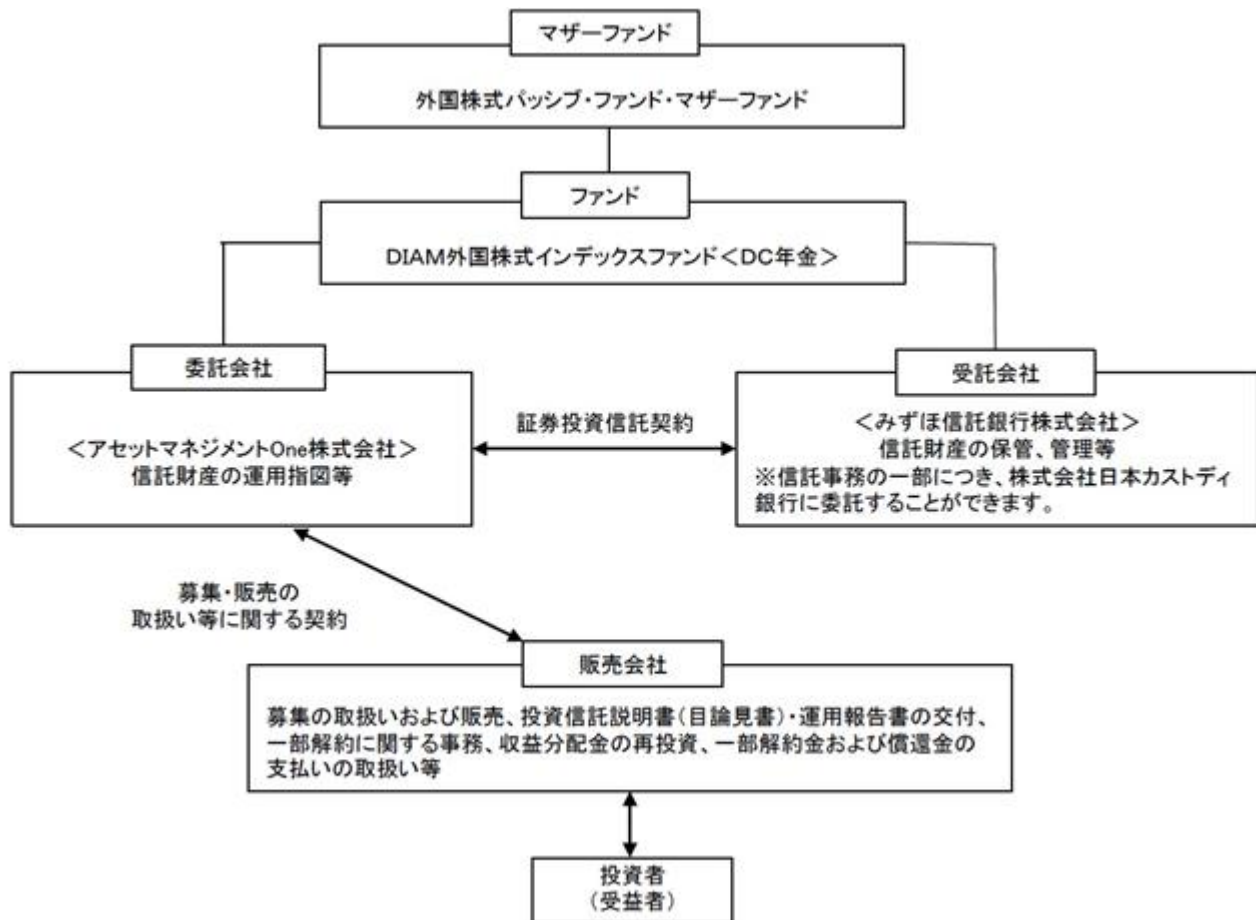 マザーファンド
外国株式パッシブ・ファンド・マザーファンド
ファンド
DIAM外国株式インデックスファンド＜DC年金＞
委託会社
＜アセットマネジメントOne株式会社＞
信託財産の運用指図等
証券投資信託契約
受託会社
＜みずほ信託銀行株式会社＞
信託財産の保管、管理等
※信託事務の一部につき、株式会社日本カストディ
銀行に委託することができます。
募集・販売の
取扱い等に関する契約
販売会社
募集の取扱いおよび販売、投資信託説明書（目論見書）・運用報告書の交付、
一部解約に関する事務、収益分配金の再投資、一部解約金および償還金の
支払いの取扱い等
投資者
（受益者）